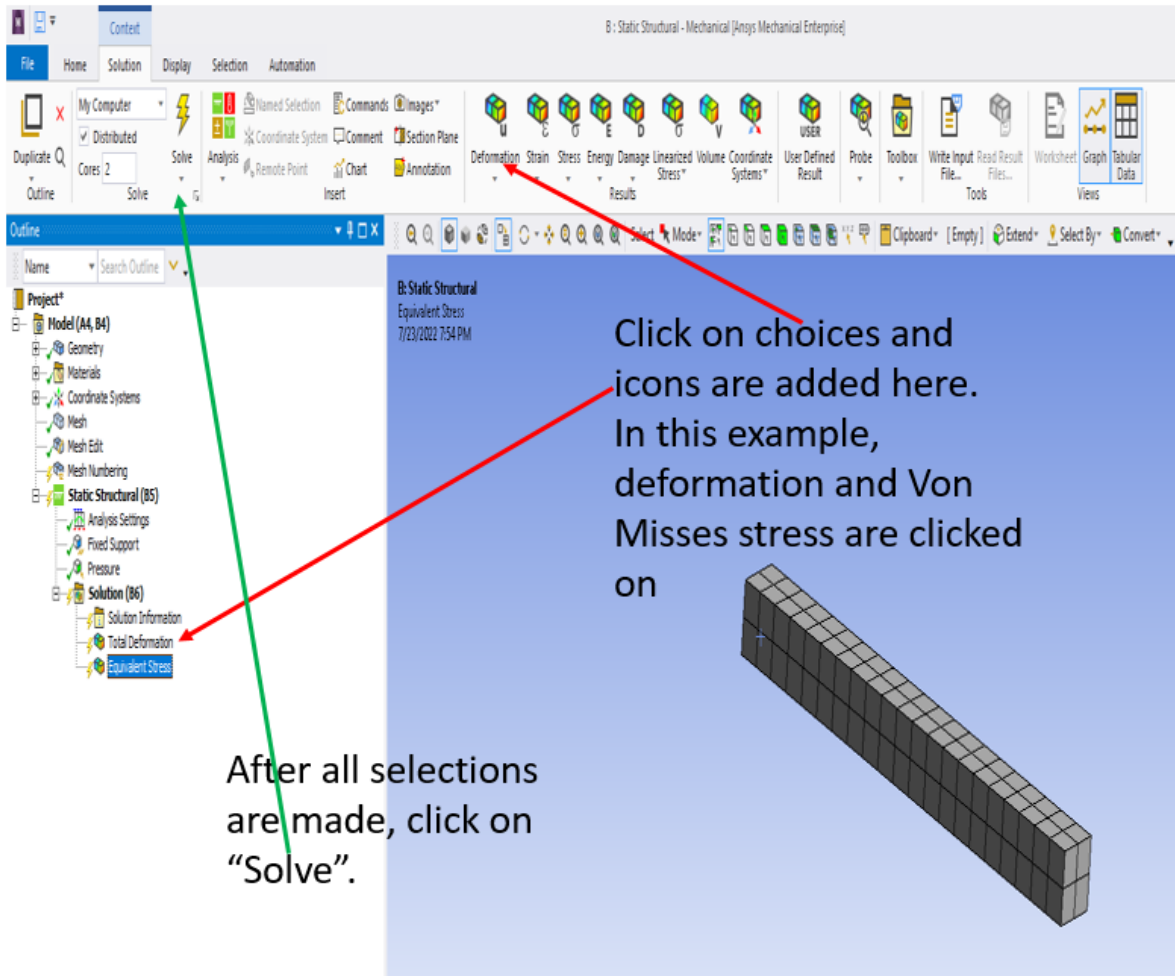 Context
B : Static Structural - Mechanical [Ansys Mechanical Enterprise]
File Home Solution Display Selection Automation
My Computer
Distributed
Cores 2
Duplicate
Outline
Solve
Solve
Analysis
Named Selection
Coordinate System
Remote Point
Commands
Comment
Chart
Images
Section Plane
Annotation
Insert
Deformation
Strain
Stress
Energy
Damage
Linearized
Stress
Volume
Coordinate
Systems
Results
USER
User Defined
Result
Probe
Toolbox
Write Input
File...
Read Result
Files...
Tools
Worksheet
Graph
Tabular
Data
Views
Outline
Name Search Outline
Select Mode Clipboard [Empty] Extend Select By Convert
Project*
Model (A4, B4)
Geometry
Materials
Coordinate Systems
Mesh
Mesh Edit
Mesh Numbering
Static Structural (B5)
Analysis Settings
Fixed Support
Pressure
Solution (B6)
Solution Information
Total Deformation
Equivalent Stress
B: Static Structural
Equivalent Stress
7/23/2022 7:54 PM
Click on choices and
icons are added here.
In this example,
deformation and Von
Misses stress are clicked
on
After all selections
are made, click on
“Solve”.